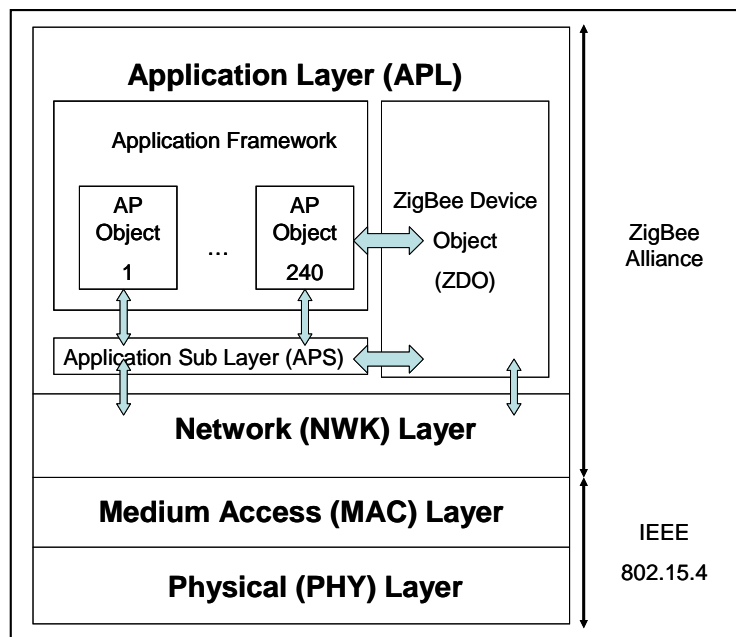 Application Layer (APL)
Application Framework
AP
Object
1
...
AP
Object
240
ZigBee Device
Object
(ZDO)
Application Sub Layer (APS)
Network (NWK) Layer
Medium Access (MAC) Layer
Physical (PHY) Layer
ZigBee
Alliance
IEEE
802.15.4